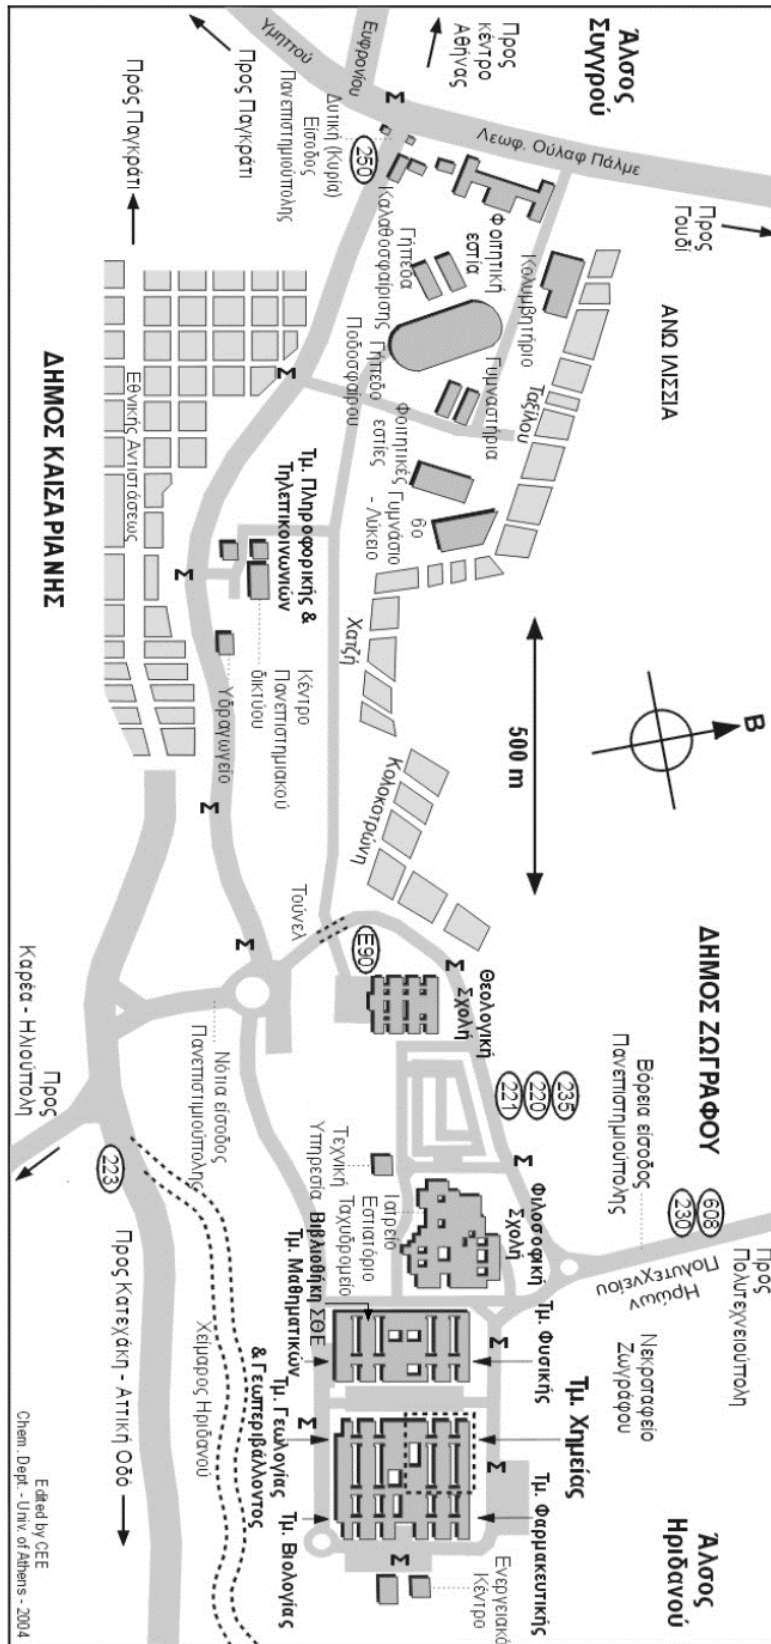 Άλσος
Συγγρού
Προς
κέντρο
Αθήνας
Ευφρονίου
Υμηττού
Προς Παγκράτι
Πρός Παγκράτι
Δυτική (Κυρία)
Είσοδος
Πανεπιστημιούπολης
250
Λεωφ. Ούλαφ Πάλμε
Προς
Γουδί
ΑΝΩ ΙΛΙΣΣΙΑ
Φοιτητική
εστία
Κολυμβητήριο
Γήπεδα
Καλαθοσφαίρισης
Γήπεδο
Ποδοσφαίρου
Γυμναστήρια
Ταξίλου
Φοιτητικές
εστίες
6ο
Γυμνάσιο
- Λύκειο
ΔΗΜΟΣ ΚΑΙΣΑΡΙΑΝΗΣ
Εθνικής Αντιστάσεως
Τμ. Πληροφορικής &
Τηλεπικοινωνιών
Χατζή
Κέντρο
Πανεπιστημιακού
δικτύου
Υδραγωγείο
500 m
Β
Κολοκοτρώνη
Τούνελ
Ε90
Θεολογική
Σχολή
ΔΗΜΟΣ ΖΩΓΡΑΦΟΥ
Βόρεια είσοδος
Πανεπιστημιούπολης
235
220
221
608
230
Προς
Πολυτεχνειούπολη
Ηρώων
Πολυτεχνείου
Προς
Καρέα - Ηλιούπολη
Νότια είσοδος
Πανεπιστιμιούπολης
223
Προς Κατεχάκη - Αττική Οδό
Χείμαρος Ηριδανού
Τεχνική
Υπηρεσία
Φιλοσοφική
Σχολή
Ιατρείο
Εστιατόριο
Ταχυδρομείο
Βιβλιοθήκη ΣΘΕ
Τμ. Μαθηματικών
Τμ. Φυσικής
Νεκροταφείο
Ζωγράφου
Τμ. Χημείας
Τμ. Γεωλογίας
& Γεωπεριβάλλοντος
Τμ. Βιολογίας
Τμ. Φαρμακευτικής
Ενεργειακό
Κέντρο
Άλσος
Ηριδανού
Edited by CEE
Chem. Dept. - Univ. of Athens - 2004
Σ
Σ
Σ
Σ
Σ
Σ
Σ
Σ
Σ
Σ
Σ